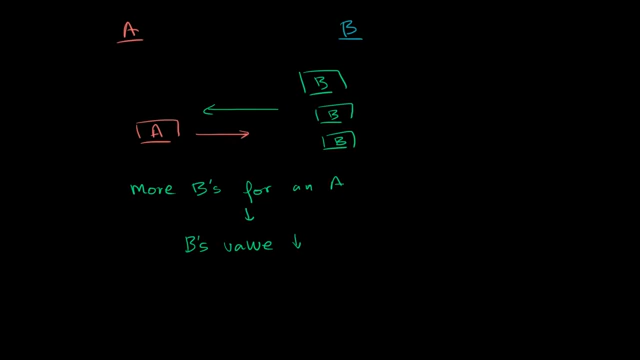 A B
B
B
A B
More B's for an A
↓
B's value ↓